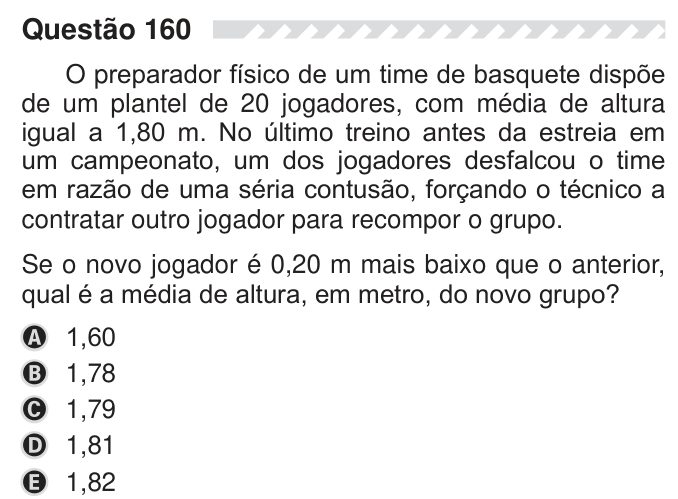 Questão 160
O preparador físico de um time de basquete dispõe
de um plantel de 20 jogadores, com média de altura
igual a 1,80 m. No último treino antes da estreia em
um campeonato, um dos jogadores desfalcou o time
em razão de uma séria contusão, forçando o técnico a
contratar outro jogador para recompor o grupo.
Se o novo jogador é 0,20 m mais baixo que o anterior,
qual é a média de altura, em metro, do novo grupo?
A 1,60
B 1,78
C 1,79
D 1,81
E 1,82